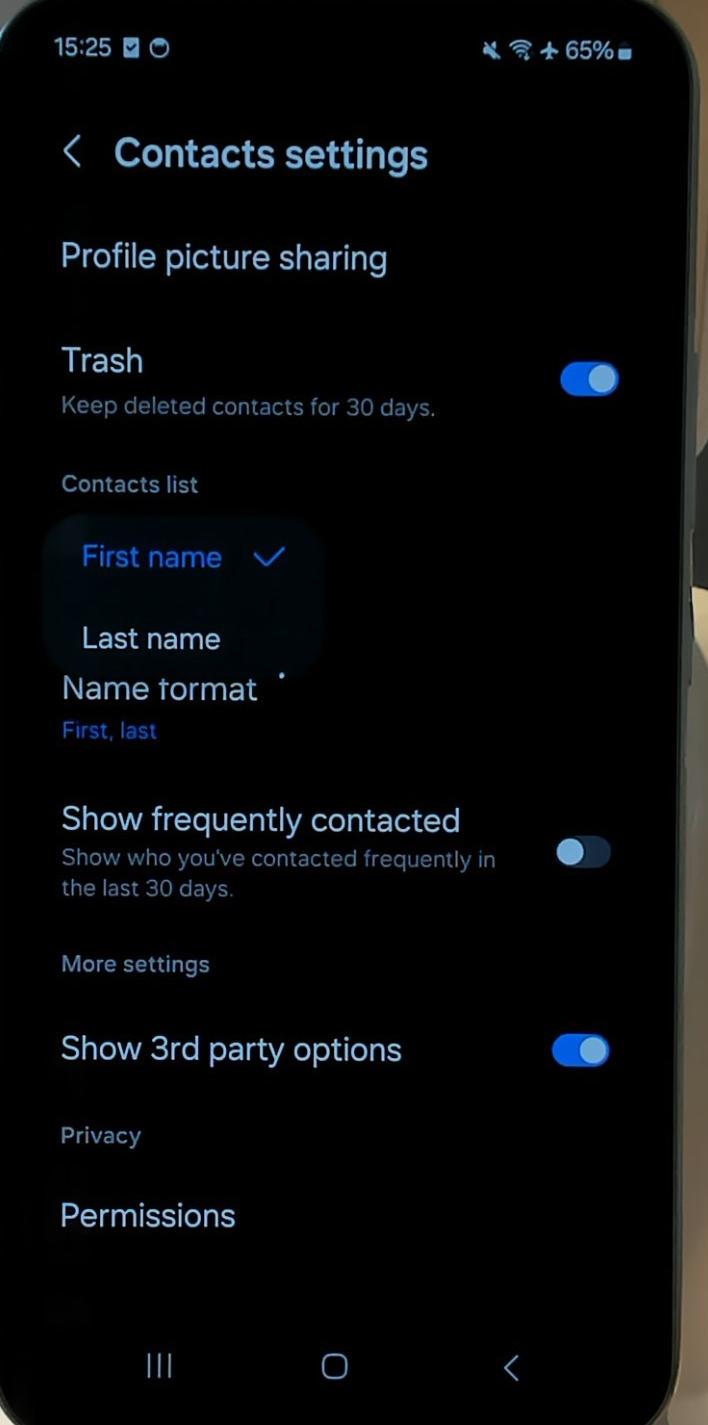 15:25 65%
Contacts settings
Profile picture sharing
Trash
Keep deleted contacts for 30 days.
Contacts list
First name
Last name
Name format
First, last
Show frequently contacted
Show who you've contacted frequently in
the last 30 days.
More settings
Show 3rd party options
Privacy
Permissions